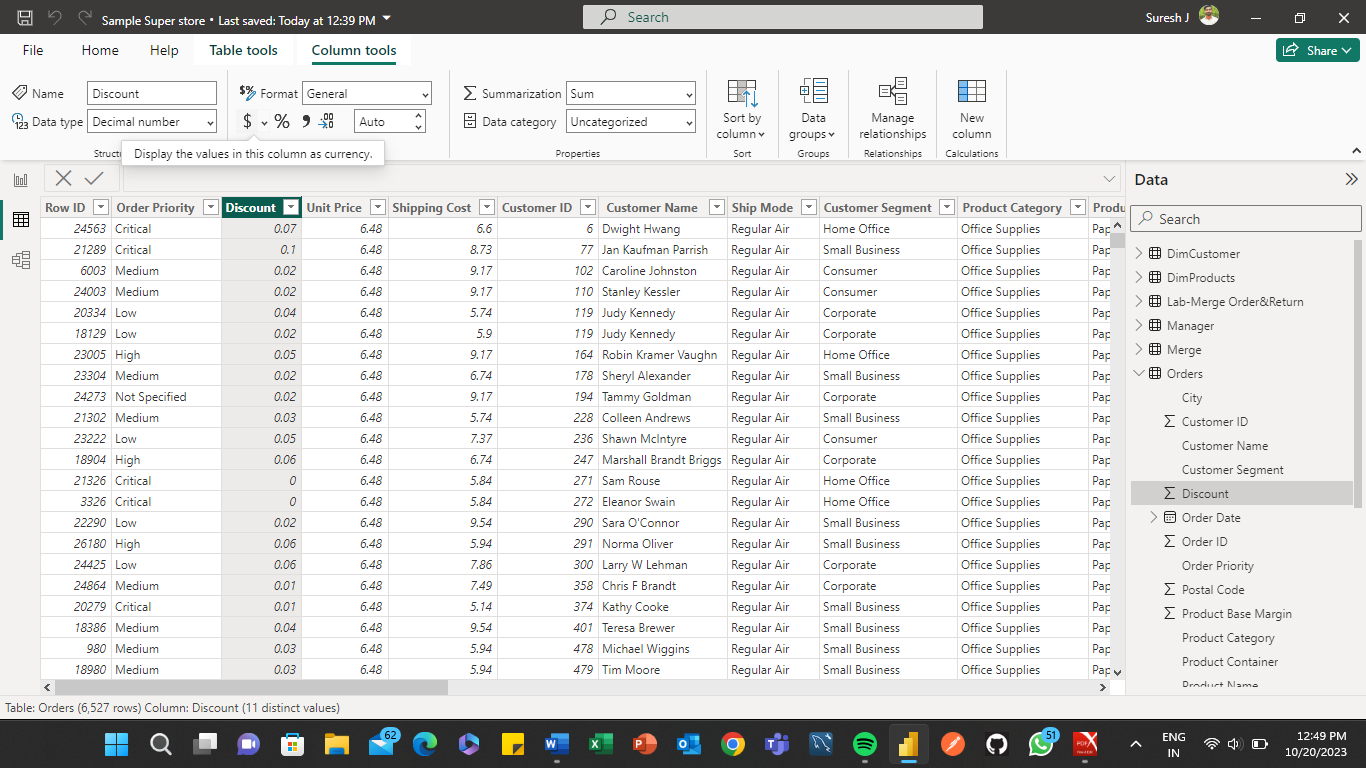 Sample Super store • Last saved: Today at 12:39 PM
Search
Suresh J
File Home Help Table tools Column tools
Share
Name Discount
$% Format General
Summarization Sum
Data type Decimal number
$ % Auto
Data category Uncategorized
Sort by column
Data groups
Manage relationships
New column
Structu
Properties
Sort
Groups
Relationships
Calculations
Display the values in this column as currency.
Row ID Order Priority Discount Unit Price Shipping Cost Customer ID Customer Name Ship Mode Customer Segment Product Category Produ
24563 Critical 0.07 6.48 6.6 6 Dwight Hwang Regular Air Home Office Office Supplies Pap
21289 Critical 0.1 6.48 8.73 77 Jan Kaufman Parrish Regular Air Small Business Office Supplies Pap
6003 Medium 0.02 6.48 9.17 102 Caroline Johnston Regular Air Consumer Office Supplies Pap
24003 Medium 0.02 6.48 9.17 110 Stanley Kessler Regular Air Consumer Office Supplies Pap
20334 Low 0.04 6.48 5.74 119 Judy Kennedy Regular Air Corporate Office Supplies Pap
18129 Low 0.02 6.48 5.9 119 Judy Kennedy Regular Air Corporate Office Supplies Pap
23005 High 0.05 6.48 9.17 164 Robin Kramer Vaughn Regular Air Home Office Office Supplies Pap
23304 Medium 0.02 6.48 6.74 178 Sheryl Alexander Regular Air Small Business Office Supplies Pap
24273 Not Specified 0.02 6.48 9.17 194 Tammy Goldman Regular Air Corporate Office Supplies Pap
21302 Medium 0.03 6.48 5.74 228 Colleen Andrews Regular Air Small Business Office Supplies Pap
23222 Low 0.05 6.48 7.37 236 Shawn McIntyre Regular Air Consumer Office Supplies Pap
18904 High 0.06 6.48 6.74 247 Marshall Brandt Briggs Regular Air Corporate Office Supplies Pap
21326 Critical 0 6.48 5.84 271 Sam Rouse Regular Air Home Office Office Supplies Pap
3326 Critical 0 6.48 5.84 272 Eleanor Swain Regular Air Home Office Office Supplies Pap
22290 Low 0.02 6.48 9.54 290 Sara O'Connor Regular Air Small Business Office Supplies Pap
26180 High 0.06 6.48 5.94 291 Norma Oliver Regular Air Small Business Office Supplies Pap
24425 Low 0.06 6.48 7.86 300 Larry W Lehman Regular Air Corporate Office Supplies Pap
24864 Medium 0.01 6.48 7.49 358 Chris F Brandt Regular Air Corporate Office Supplies Pap
20279 Critical 0.01 6.48 5.14 374 Kathy Cooke Regular Air Small Business Office Supplies Pap
18386 Medium 0.04 6.48 9.54 401 Teresa Brewer Regular Air Small Business Office Supplies Pap
980 Medium 0.03 6.48 5.94 478 Michael Wiggins Regular Air Small Business Office Supplies Pap
18980 Medium 0.03 6.48 5.94 479 Tim Moore Regular Air Small Business Office Supplies Pap
Data
Search
DimCustomer
DimProducts
Lab-Merge Order&Return
Manager
Merge
Orders
City
Customer ID
Customer Name
Customer Segment
Discount
Order Date
Order ID
Order Priority
Postal Code
Product Base Margin
Product Category
Product Container
Product Name
Table: Orders (6,527 rows) Column: Discount (11 distinct values)
62
51
ENG
IN
12:49 PM
10/20/2023